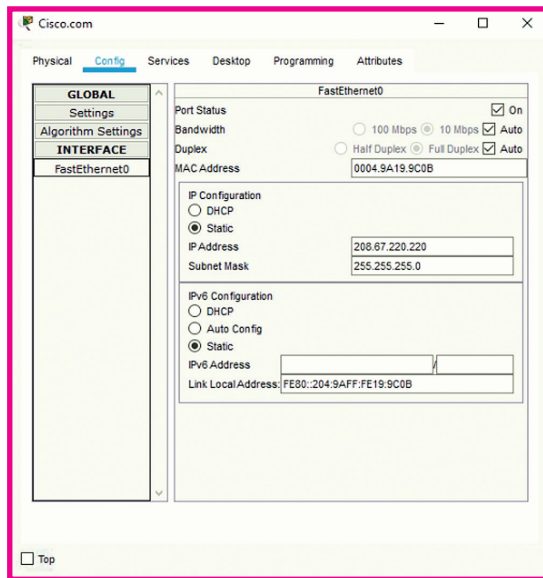 Cisco.com
Physical Config Services Desktop Programming Attributes
GLOBAL
Settings
Algorithm Settings
INTERFACE
FastEthernet0
FastEthernet0
Port Status On
Bandwidth 100 Mbps 10 Mbps Auto
Duplex Half Duplex Full Duplex Auto
MAC Address 0004.9A19.9C0B
IP Configuration
DHCP
Static
IP Address 208.67.220.220
Subnet Mask 255.255.255.0
IPv6 Configuration
DHCP
Auto Config
Static
IPv6 Address /
Link Local Address: FE80::204:9AFF:FE19:9C0B
Top